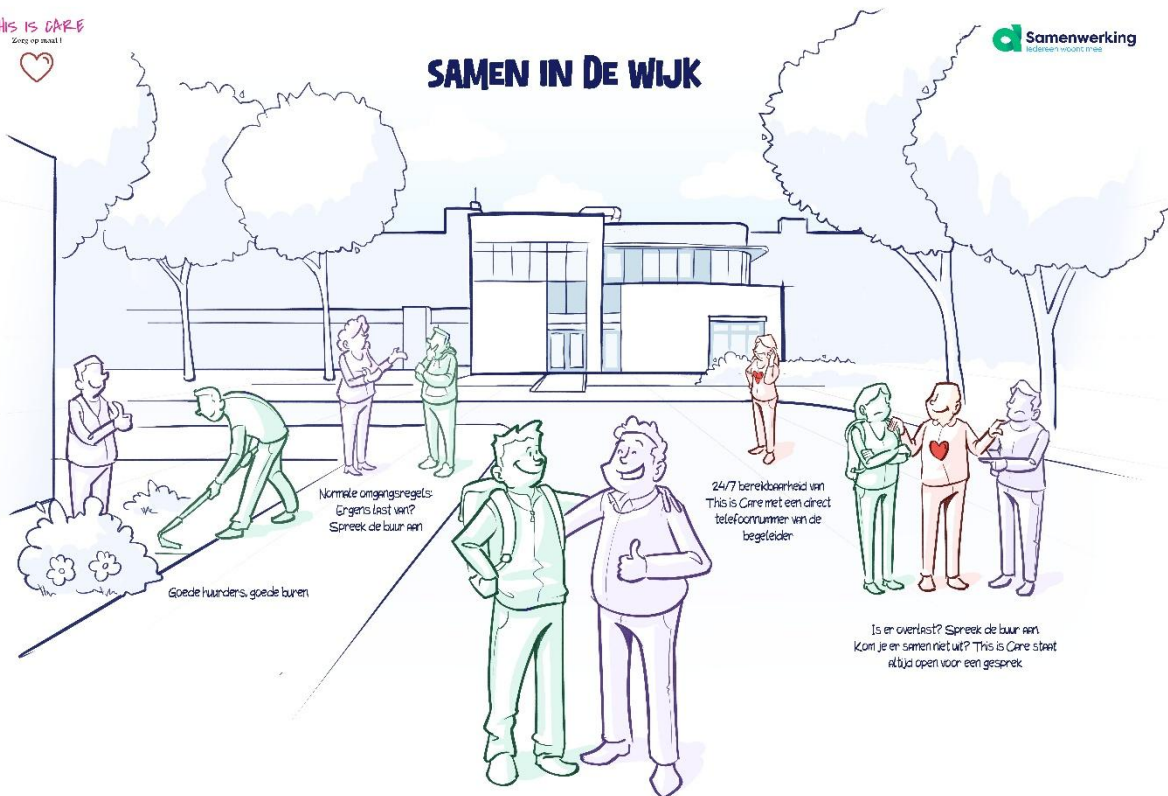 HIS IS CARE
Zorg op maat!
SAMEN IN DE WIJK
Samenwerking
Iedereen woont mee
Normale omgangsregels:
Ergens last van?
Spreek de buur aan
24/7 bereikbaarheid van
This is Care met een direct
telefoonnummer van de
begeleider
Goede huurders, goede buren
Is er overlast? Spreek de buur aan
Kom je er samen niet uit? This is Care staat
altijd open voor een gesprek